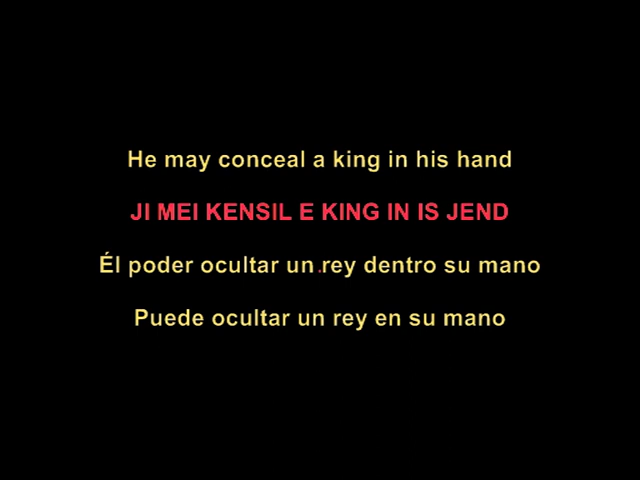 He may conceal a king in his hand
JI MEI KENSIL E KING IN IS JEND
Él poder ocultar un rey dentro su mano
Puede ocultar un rey en su mano